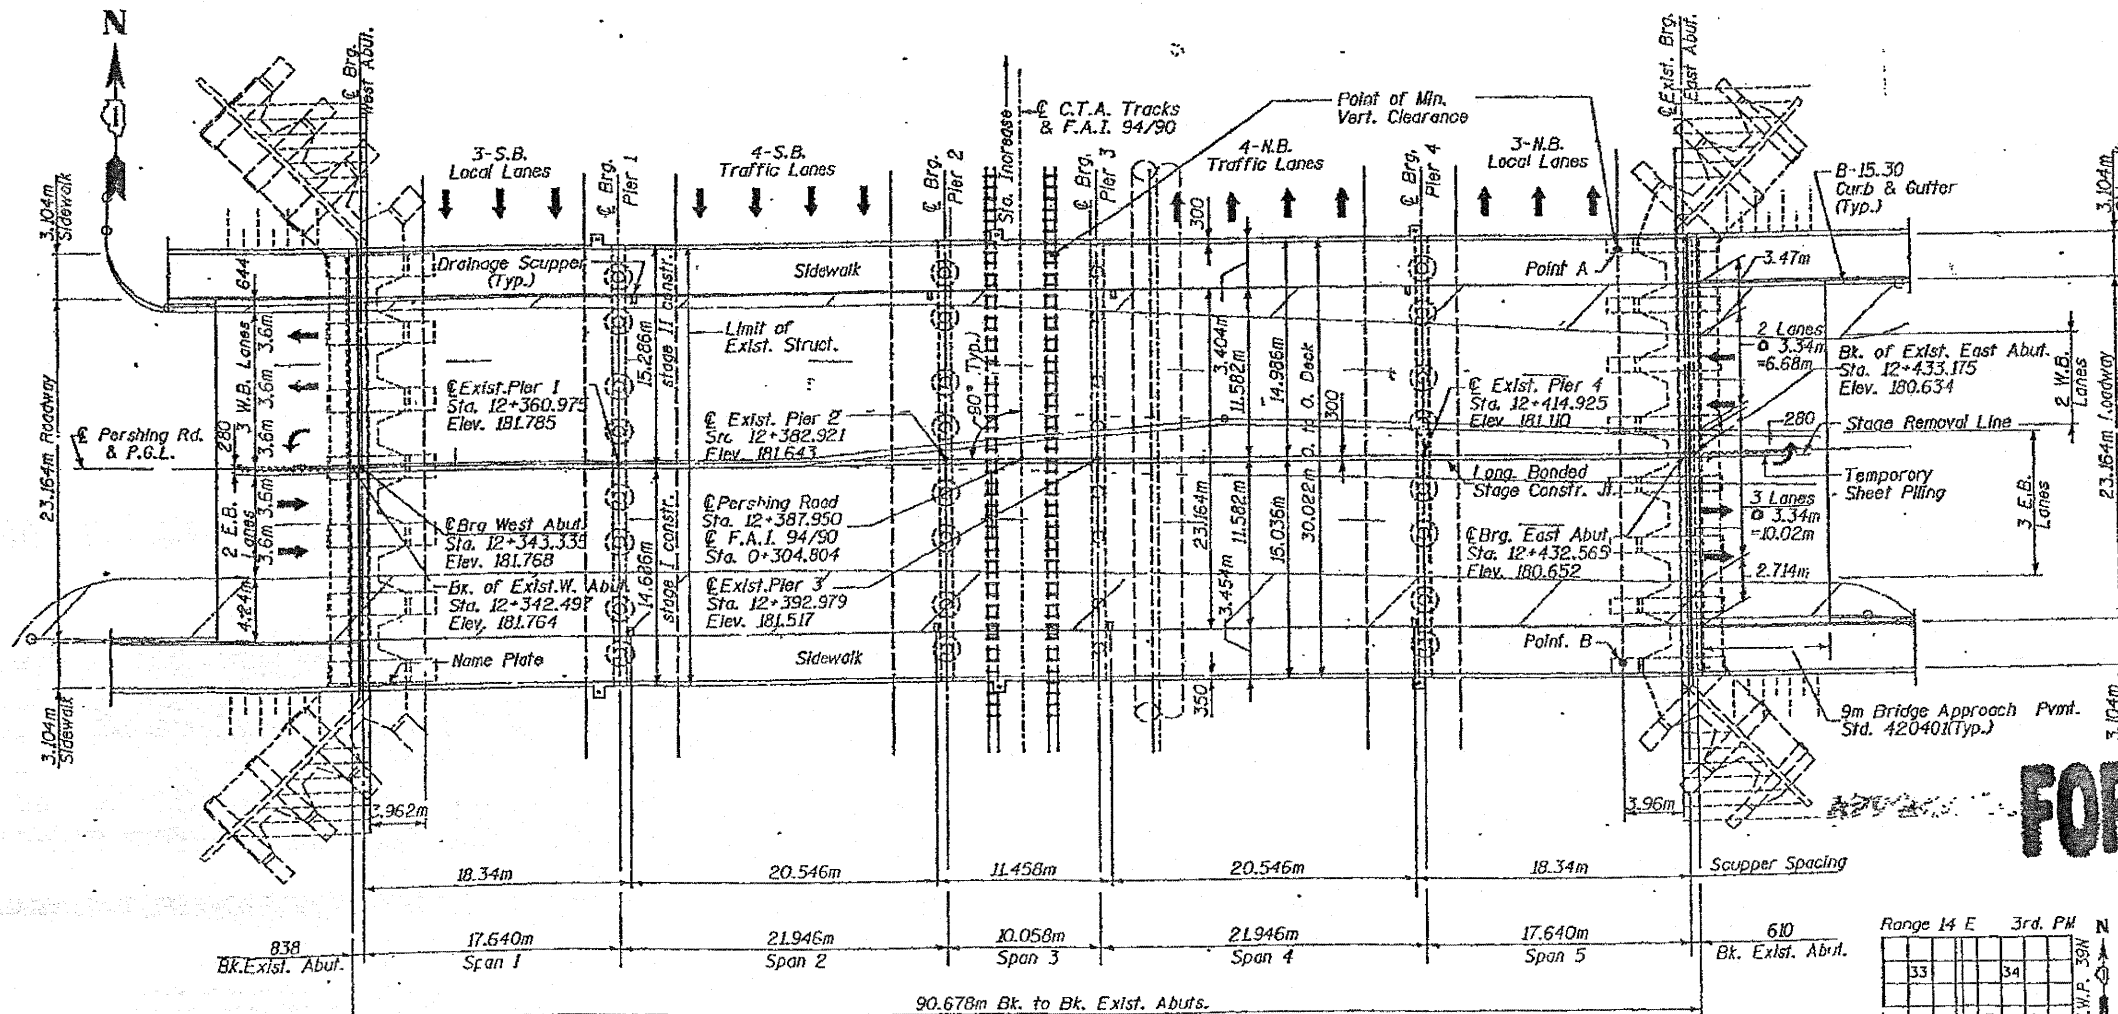 N
℄ Brg.
West Abut.
3-S.B.
Local Lanes
℄ Brg.
Pier 1
4-S.B.
Traffic Lanes
℄ Brg.
Pier 2
Sta. Increase
℄ C.T.A. Tracks
& F.A.I. 94/90
℄ Brg.
Pier 3
Point of Min.
Vert. Clearance
4-N.B.
Traffic Lanes
℄ Brg.
Pier 4
3-N.B.
Local Lanes
℄ Exist. Brg.
East Abut.
B-15.30
Curb & Gutter
(Typ.)
3.104m
Sidewalk
3.104m
300
Drainage Scupper
(Typ.)
Sidewalk
Point A
3.47m
644
3 W.B. Lanes
3.6m
3.6m
3.6m
280
2 E.B.
Lanes
3.6m
3.6m
4.24m
23.164m Roadway
℄ Pershing Rd.
& P.G.L.
15.286m
stage II constr.
Limit of
Exist. Struct.
℄ Exist. Pier 1
Sta. 12+360.975
Elev. 181.785
℄ Exist. Pier 2
12+382.921
Elev. 181.643
90° (Typ.)
3.404m
11.582m
14.986m
30.022m O. to O. Deck
300
℄ Exist. Pier 4
Sta. 12+414.925
Elev. 181.110
2 Lanes
@ 3.34m
=6.68m
Bk. of Exist. East Abut.
Sta. 12+433.175
Elev. 180.634
2 W.B.
Lanes
280
Stage Removal Line
Temporary
Sheet Piling
Long. Bonded
Stage Constr. Jt.
3 Lanes
@ 3.34m
=10.02m
3 E.B.
Lanes
23.164m Roadway
℄ Brg West Abut.
Sta. 12+343.335
Elev. 181.768
Bk. of Exist. W. Abut.
Sta. 12+342.497
Elev. 181.764
14.686m
stage I constr.
℄ Pershing Road
Sta. 12+387.950
℄ F.A.I. 94/90
Sta. 0+304.804
℄ Exist. Pier 3
Sta. 12+392.979
Elev. 181.517
23.164m
11.582m
15.036m
3.454m
℄ Brg. East Abut
Sta. 12+432.565
Elev. 180.652
2.714m
Name Plate
Sidewalk
Point. B
350
3.104m
Sidewalk
3.104m
9m Bridge Approach Pvmt.
Std. 420401(Typ.)
3.962m
3.96m
FOR
18.34m
20.546m
11.458m
20.546m
18.34m
Scupper Spacing
838
Bk. Exist. Abut.
17.640m
Span 1
21.946m
Span 2
10.058m
Span 3
21.946m
Span 4
17.640m
Span 5
610
Bk. Exist. Abut.
90.678m Bk. to Bk. Exist. Abuts.
Range 14 E 3rd. PM
33
34
39N
N